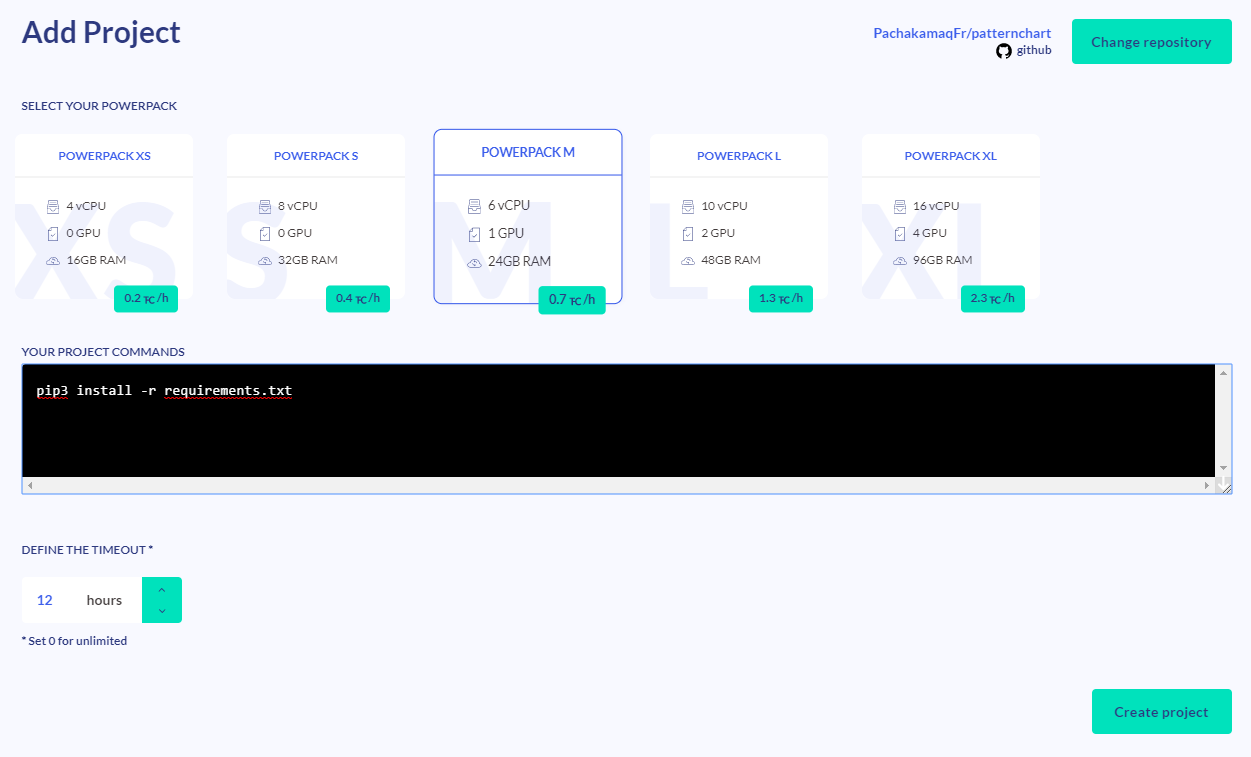 Add Project
PachakamaqFr/patternchart
github
Change repository
SELECT YOUR POWERPACK
POWERPACK XS
XS
4 vCPU
0 GPU
16GB RAM
0.2 TC /h
POWERPACK S
S
8 vCPU
0 GPU
32GB RAM
0.4 TC /h
POWERPACK M
M
6 vCPU
1 GPU
24GB RAM
0.7 TC /h
POWERPACK L
L
10 vCPU
2 GPU
48GB RAM
1.3 TC /h
POWERPACK XL
XL
16 vCPU
4 GPU
96GB RAM
2.3 TC /h
YOUR PROJECT COMMANDS
pip3 install -r requirements.txt
DEFINE THE TIMEOUT *
12 hours
* Set 0 for unlimited
Create project